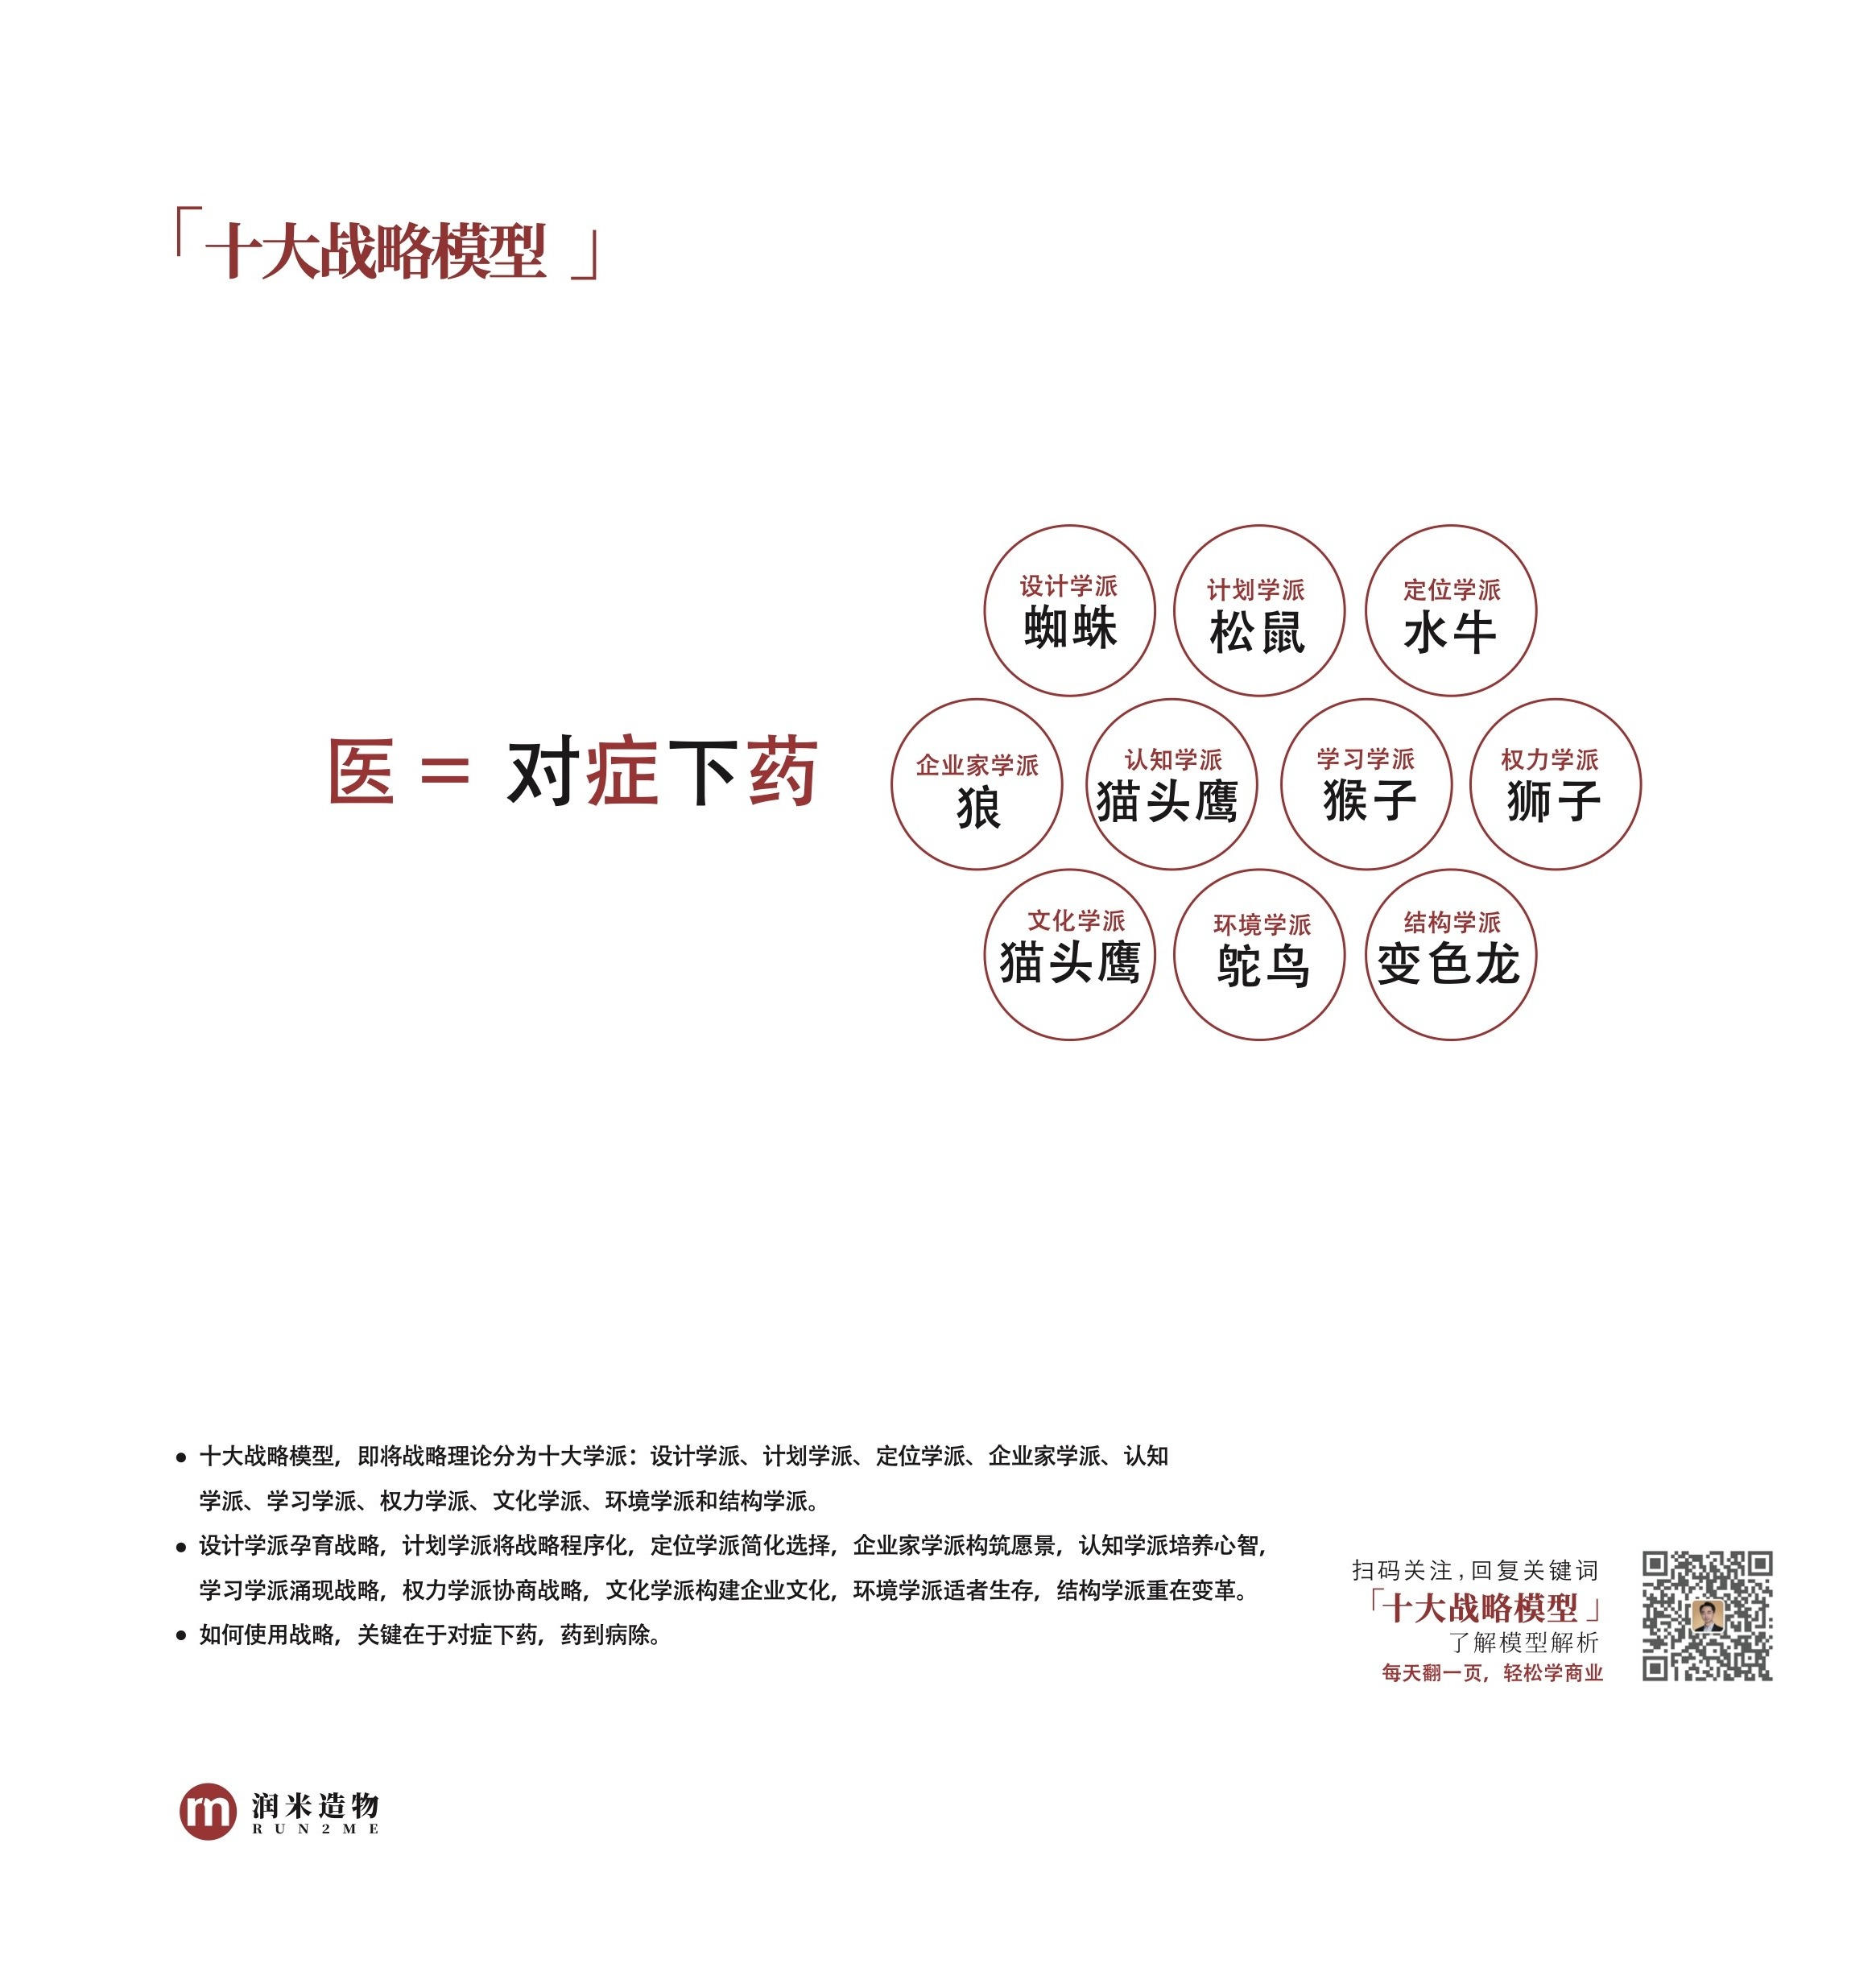 「十大战略模型」
医 = 对症下药
设计学派
蜘蛛
计划学派
松鼠
定位学派
水牛
企业家学派
狼
认知学派
猫头鹰
学习学派
猴子
权力学派
狮子
文化学派
猫头鹰
环境学派
鸵鸟
结构学派
变色龙
● 十大战略模型，即将战略理论分为十大学派：设计学派、计划学派、定位学派、企业家学派、认知
学派、学习学派、权力学派、文化学派、环境学派和结构学派。
● 设计学派孕育战略，计划学派将战略程序化，定位学派简化选择，企业家学派构筑愿景，认知学派培养心智，
学习学派涌现战略，权力学派协商战略，文化学派构建企业文化，环境学派适者生存，结构学派重在变革。
● 如何使用战略，关键在于对症下药，药到病除。
扫码关注,回复关键词
「十大战略模型」
了解模型解析
每天翻一页，轻松学商业
m
润米造物
RUN2ME